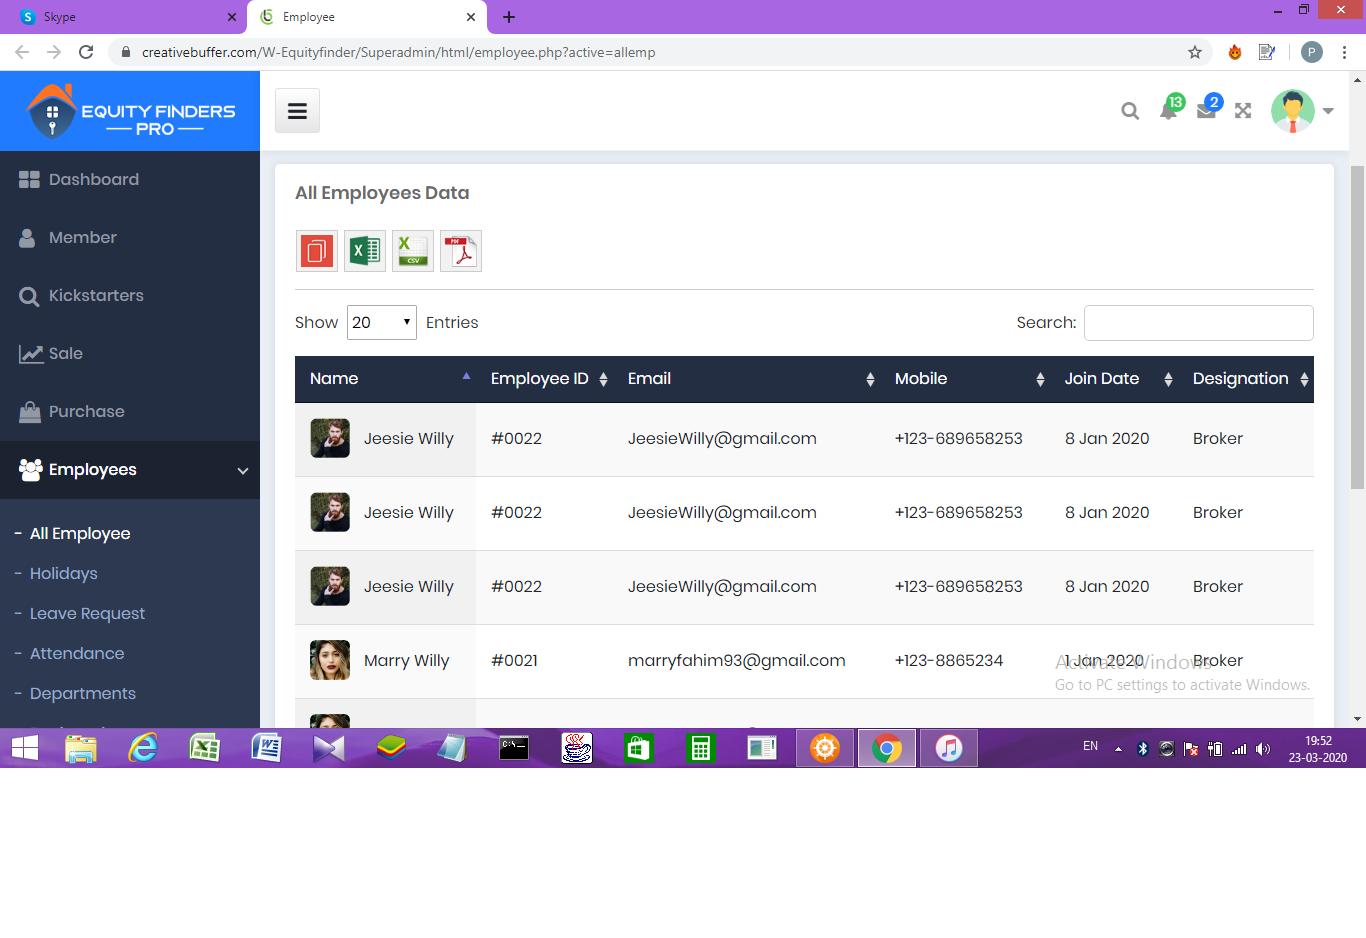 Skype
Employee
creativebuffer.com/W-Equityfinder/Superadmin/html/employee.php?active=allemp
P
EQUITY FINDERS
PRO
13
2
Dashboard
Member
Kickstarters
Sale
Purchase
Employees
- All Employee
- Holidays
- Leave Request
- Attendance
- Departments
All Employees Data
X
X
CSV
PDF
Show 20 Entries
Search:
Name Employee ID Email Mobile Join Date Designation
Jeesie Willy #0022 JeesieWilly@gmail.com +123-689658253 8 Jan 2020 Broker
Jeesie Willy #0022 JeesieWilly@gmail.com +123-689658253 8 Jan 2020 Broker
Jeesie Willy #0022 JeesieWilly@gmail.com +123-689658253 8 Jan 2020 Broker
Marry Willy #0021 marryfahim93@gmail.com +123-8865234 1 Jan 2020 Broker
Activate Windows
Go to PC settings to activate Windows.
EN
19:52
23-03-2020